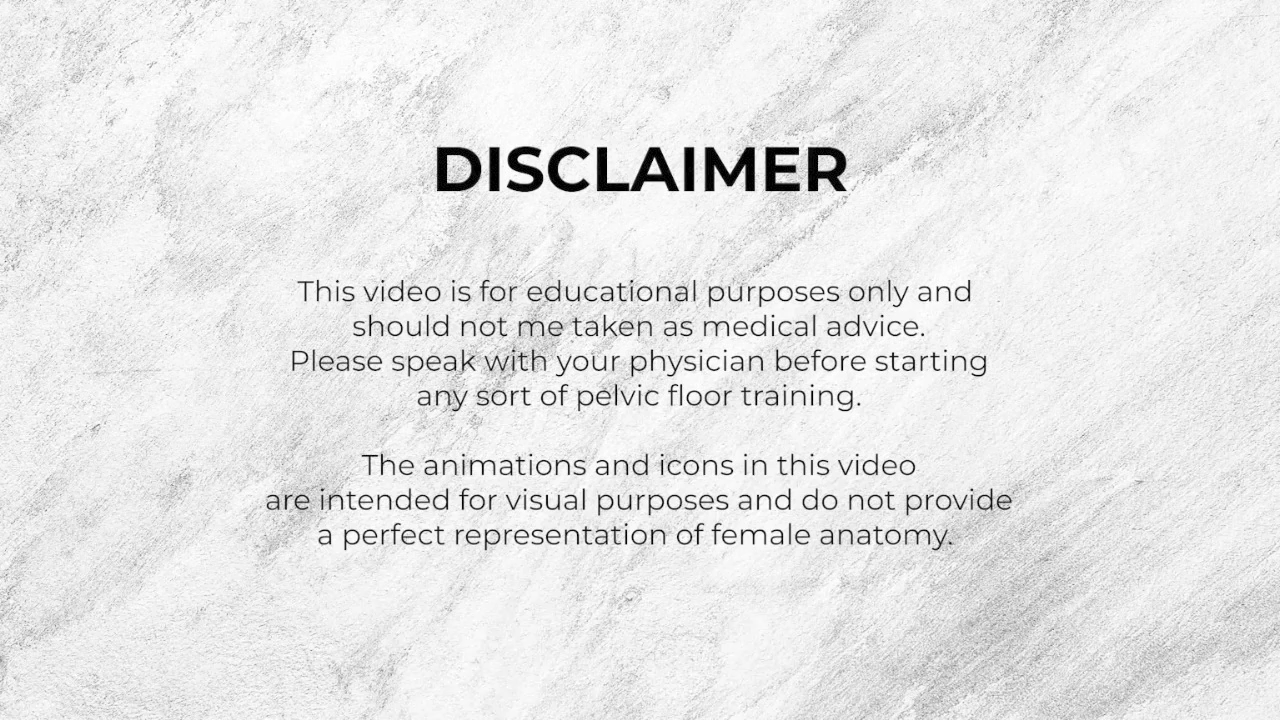 DISCLAIMER
This video is for educational purposes only and
should not me taken as medical advice.
Please speak with your physician before starting
any sort of pelvic floor training.
The animations and icons in this video
are intended for visual purposes and do not provide
a perfect representation of female anatomy.